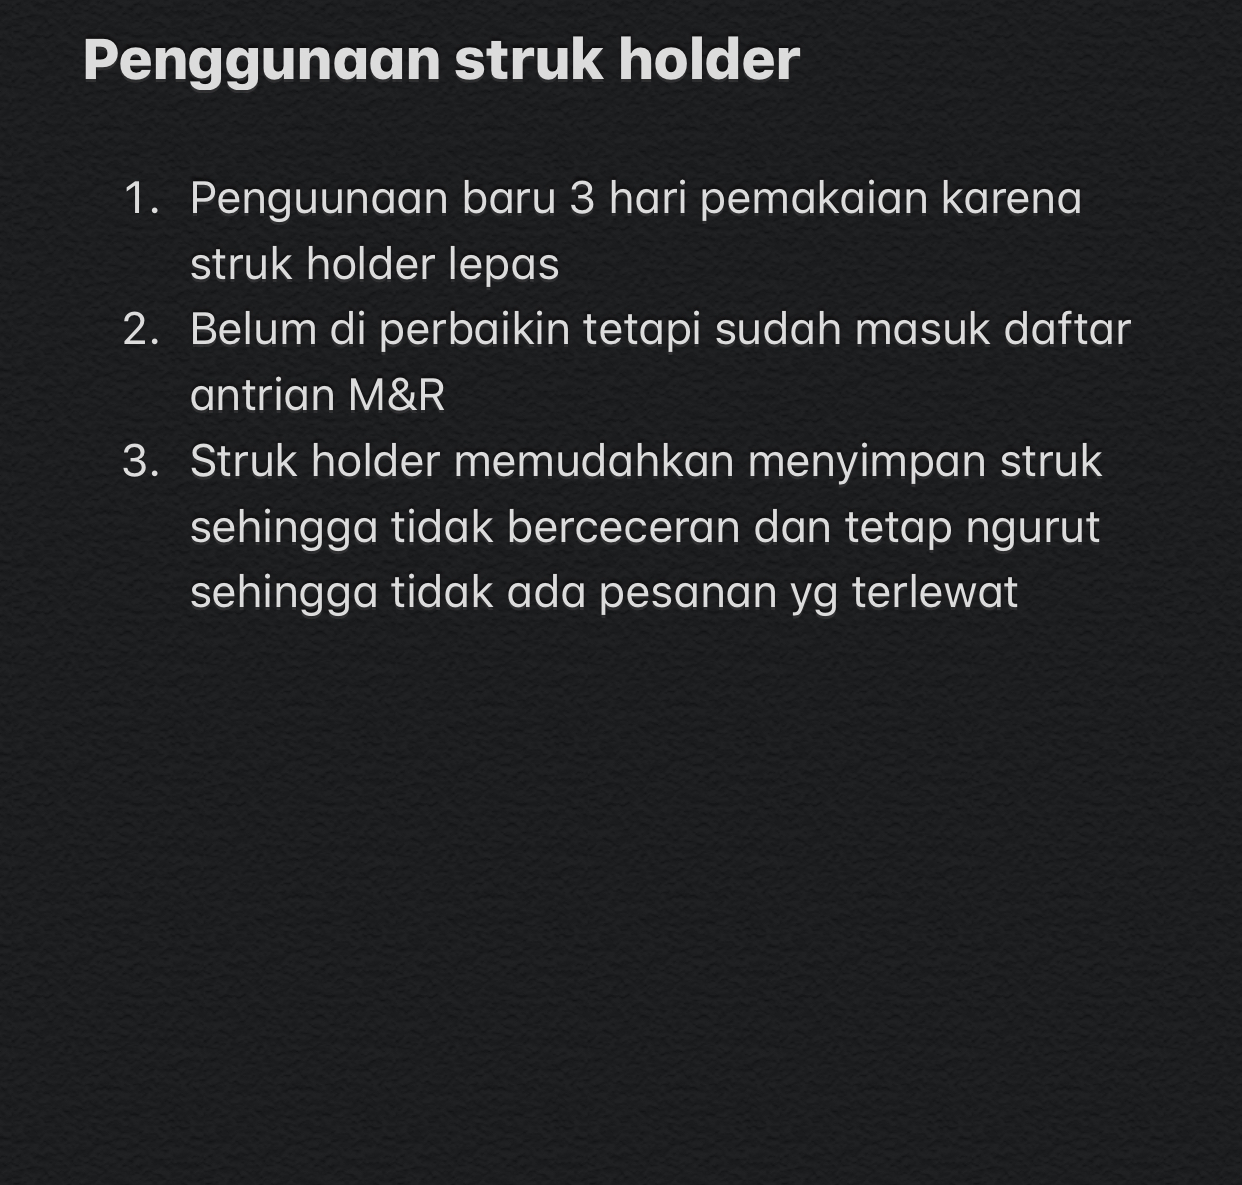 Penggunaan struk holder
1. Penguunaan baru 3 hari pemakaian karena
struk holder lepas
2. Belum di perbaikin tetapi sudah masuk daftar
antrian M&R
3. Struk holder memudahkan menyimpan struk
sehingga tidak berceceran dan tetap ngurut
sehingga tidak ada pesanan yg terlewat